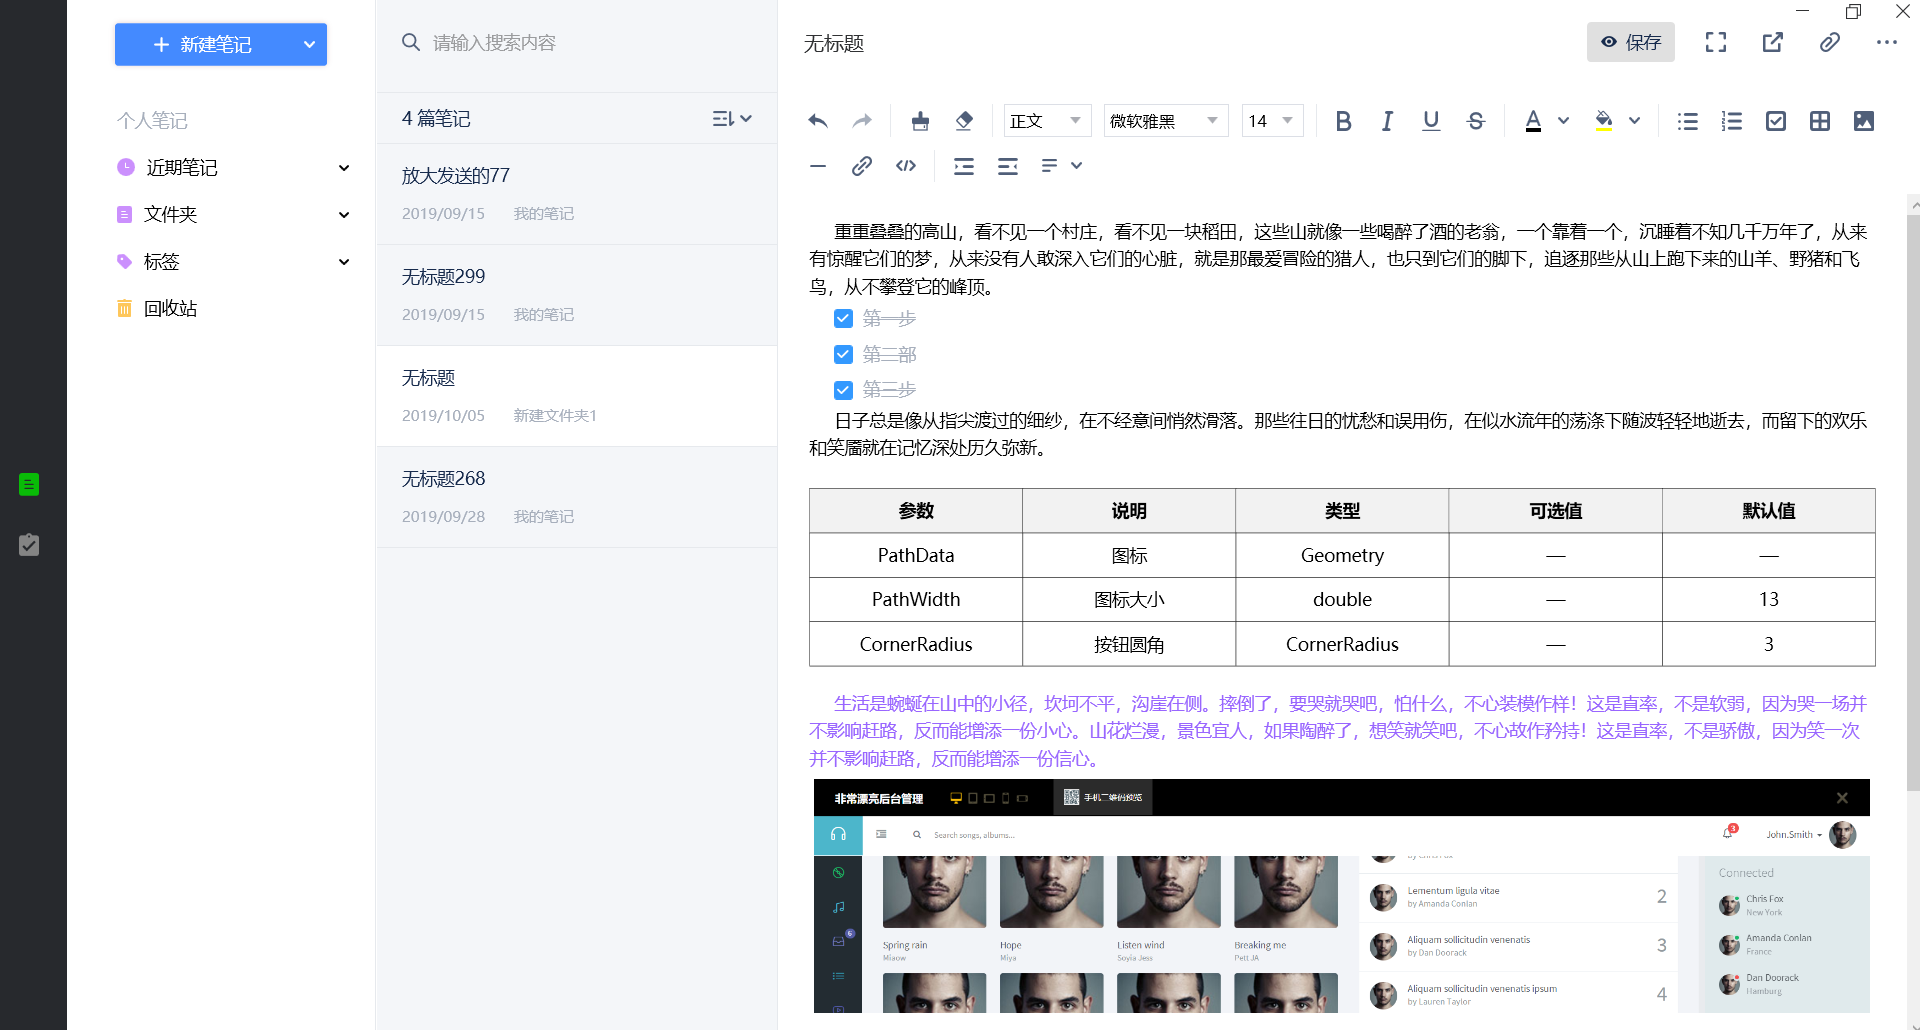 新建笔记
个人笔记
近期笔记
文件夹
标签
回收站
请输入搜索内容
4 篇笔记
放大发送的77
2019/09/15 我的笔记
无标题299
2019/09/15 我的笔记
无标题
2019/10/05 新建文件夹1
无标题268
2019/09/28 我的笔记
无标题
保存
正文 微软雅黑 14
重重叠叠的高山，看不见一个村庄，看不见一块稻田，这些山就像一些喝醉了酒的老翁，一个靠着一个，沉睡着不知几千万年了，从来
有惊醒它们的梦，从来没有人敢深入它们的心脏，就是那最爱冒险的猎人，也只到它们的脚下，追逐那些从山上跑下来的山羊、野猪和飞
鸟，从不攀登它的峰顶。
第一步
第二部
第三步
日子总是像从指尖渡过的细纱，在不经意间悄然滑落。那些往日的忧愁和误用伤，在似水流年的荡涤下随波轻轻地逝去，而留下的欢乐
和笑靥就在记忆深处历久弥新。
参数 说明 类型 可选值 默认值
PathData 图标 Geometry — —
PathWidth 图标大小 double — 13
CornerRadius 按钮圆角 CornerRadius — 3
生活是蜿蜒在山中的小径，坎坷不平，沟崖在侧。摔倒了，要哭就哭吧，怕什么，不心装模作样！这是直率，不是软弱，因为哭一场并
不影响赶路，反而能增添一份小心。山花烂漫，景色宜人，如果陶醉了，想笑就笑吧，不心故作矜持！这是直率，不是骄傲，因为笑一次
并不影响赶路，反而能增添一份信心。
非常漂亮后台管理 手机二维码预览
Search songs, albums...
3
John.Smith
6
Spring rain
Miaow
Hope
Miya
Listen wind
Soyia Jess
Breaking me
Pett JA
by Chris Fox
Lementum ligula vitae
by Amanda Conlan
2
Aliquam sollicitudin venenatis
by Dan Doorack
3
Aliquam sollicitudin venenatis ipsum
by Lauren Taylor
4
Connected
Chris Fox
New York
Amanda Conlan
France
Dan Doorack
Hamburg